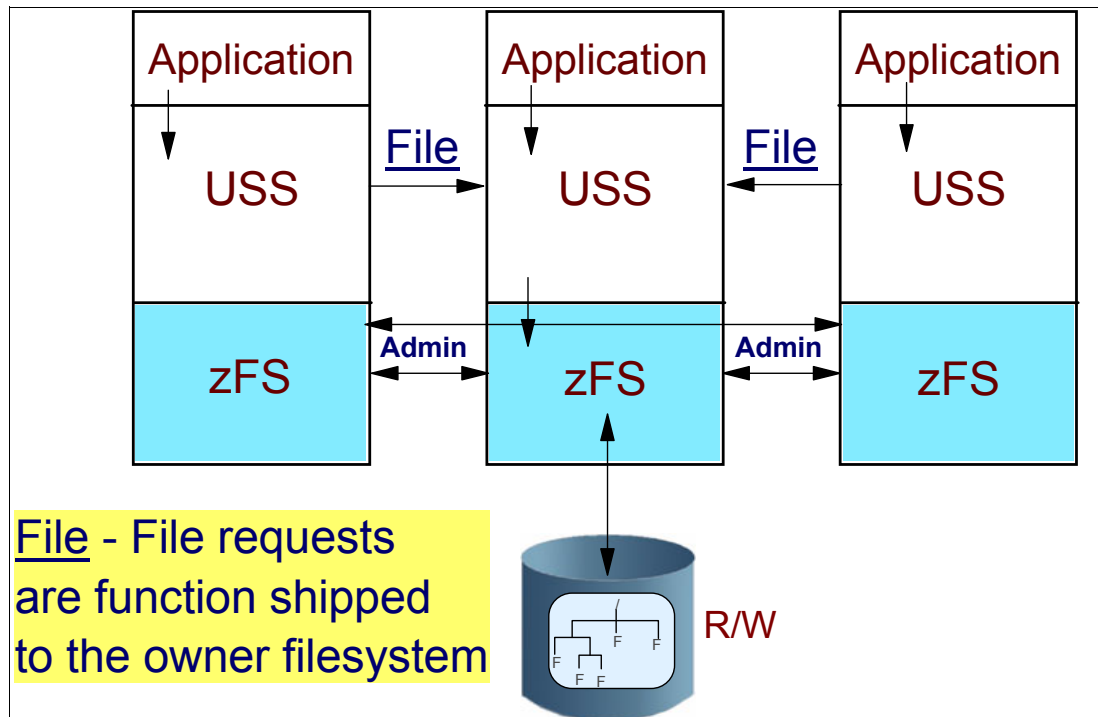 Application
Application
Application
File
File
USS
USS
USS
Admin
Admin
zFS
zFS
zFS
File - File requests
are function shipped
to the owner filesystem
R/W
/
F
F
F
F
F